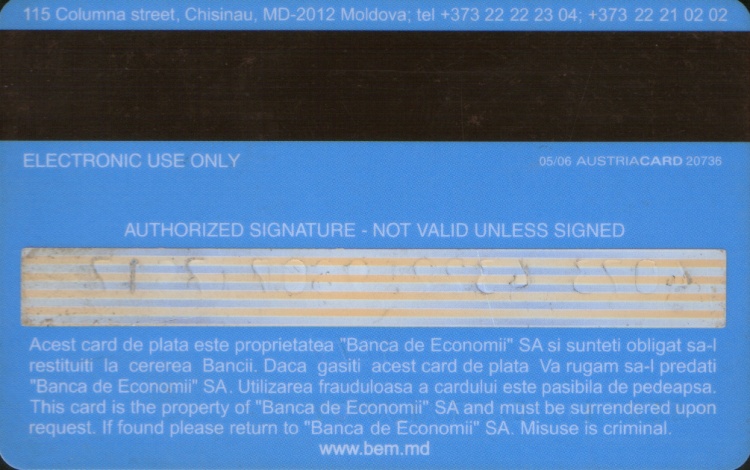 115 Columna street, Chisinau, MD-2012 Moldova; tel +373 22 22 23 04; +373 22 21 02 02
ELECTRONIC USE ONLY
05/06 AUSTRIACARD 20736
AUTHORIZED SIGNATURE - NOT VALID UNLESS SIGNED
Acest card de plata este proprietatea "Banca de Economii" SA si sunteti obligat sa-l
restituiti la cererea Bancii. Daca gasiti acest card de plata Va rugam sa-l predati
"Banca de Economii" SA. Utilizarea frauduloasa a cardului este pasibila de pedeapsa.
This card is the property of "Banca de Economii" SA and must be surrendered upon
request. If found please return to "Banca de Economii" SA. Misuse is criminal.
www.bem.md